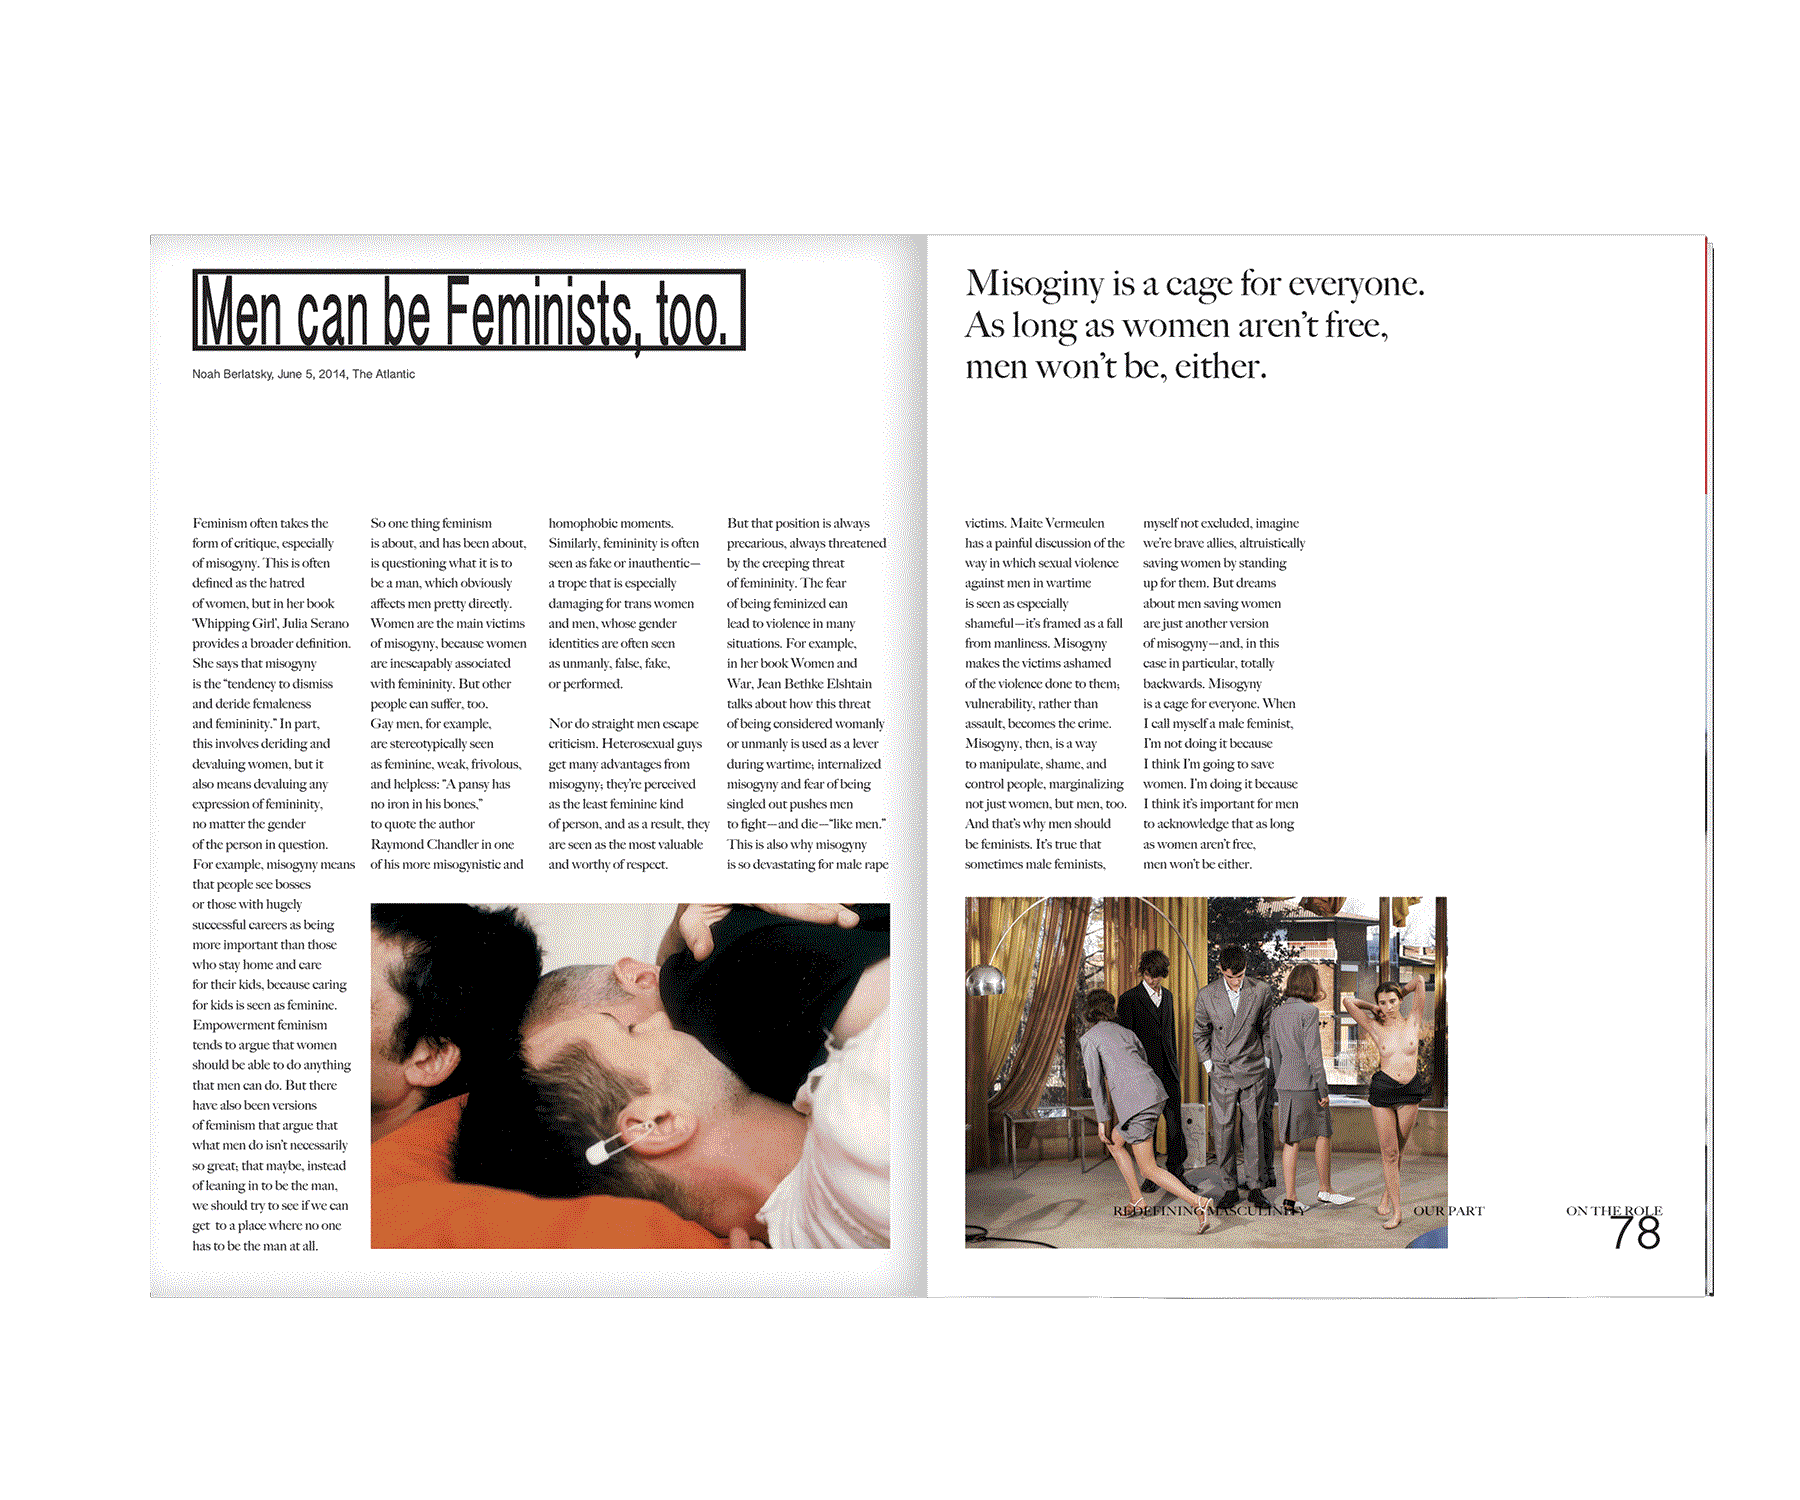 Men can be Feminists, too.
Noah Berlatsky, June 5, 2014, The Atlantic
Feminism often takes the
form of critique, especially
of misogyny. This is often
defined as the hatred
of women, but in her book
‘Whipping Girl’, Julia Serano
provides a broader definition.
She says that misogyny
is the “tendency to dismiss
and deride femaleness
and femininity.” In part,
this involves deriding and
devaluing women, but it
also means devaluing any
expression of femininity,
no matter the gender
of the person in question.
For example, misogyny means
that people see bosses
or those with hugely
successful careers as being
more important than those
who stay home and care
for their kids, because caring
for kids is seen as feminine.
Empowerment feminism
tends to argue that women
should be able to do anything
that men can do. But there
have also been versions
of feminism that argue that
what men do isn’t necessarily
so great; that maybe, instead
of leaning in to be the man,
we should try to see if we can
get to a place where no one
has to be the man at all.
So one thing feminism
is about, and has been about,
is questioning what it is to
be a man, which obviously
affects men pretty directly.
Women are the main victims
of misogyny, because women
are inescapably associated
with femininity. But other
people can suffer, too.
Gay men, for example,
are stereotypically seen
as feminine, weak, frivolous,
and helpless: “A pansy has
no iron in his bones,”
to quote the author
Raymond Chandler in one
of his more misogynistic and
homophobic moments.
Similarly, femininity is often
seen as fake or inauthentic—
a trope that is especially
damaging for trans women
and men, whose gender
identities are often seen
as unmanly, false, fake,
or performed.
Nor do straight men escape
criticism. Heterosexual guys
get many advantages from
misogyny; they’re perceived
as the least feminine kind
of person, and as a result, they
are seen as the most valuable
and worthy of respect.
But that position is always
precarious, always threatened
by the creeping threat
of femininity. The fear
of being feminized can
lead to violence in many
situations. For example,
in her book Women and
War, Jean Bethke Elshtain
talks about how this threat
of being considered womanly
or unmanly is used as a lever
during wartime; internalized
misogyny and fear of being
singled out pushes men
to fight—and die—“like men.”
This is also why misogyny
is so devastating for male rape
Misoginy is a cage for everyone.
As long as women aren’t free,
men won’t be, either.
victims. Maite Vermeulen
has a painful discussion of the
way in which sexual violence
against men in wartime
is seen as especially
shameful—it’s framed as a fall
from manliness. Misogyny
makes the victims ashamed
of the violence done to them;
vulnerability, rather than
assault, becomes the crime.
Misogyny, then, is a way
to manipulate, shame, and
control people, marginalizing
not just women, but men, too.
And that’s why men should
be feminists. It’s true that
sometimes male feminists,
myself not excluded, imagine
we’re brave allies, altruistically
saving women by standing
up for them. But dreams
about men saving women
are just another version
of misogyny—and, in this
case in particular, totally
backwards. Misogyny
is a cage for everyone. When
I call myself a male feminist,
I’m not doing it because
I think I’m going to save
women. I’m doing it because
I think it’s important for men
to acknowledge that as long
as women aren’t free,
men won’t be either.
REDEFINING MASCULINITY
OUR PART
ON THE ROLE
78